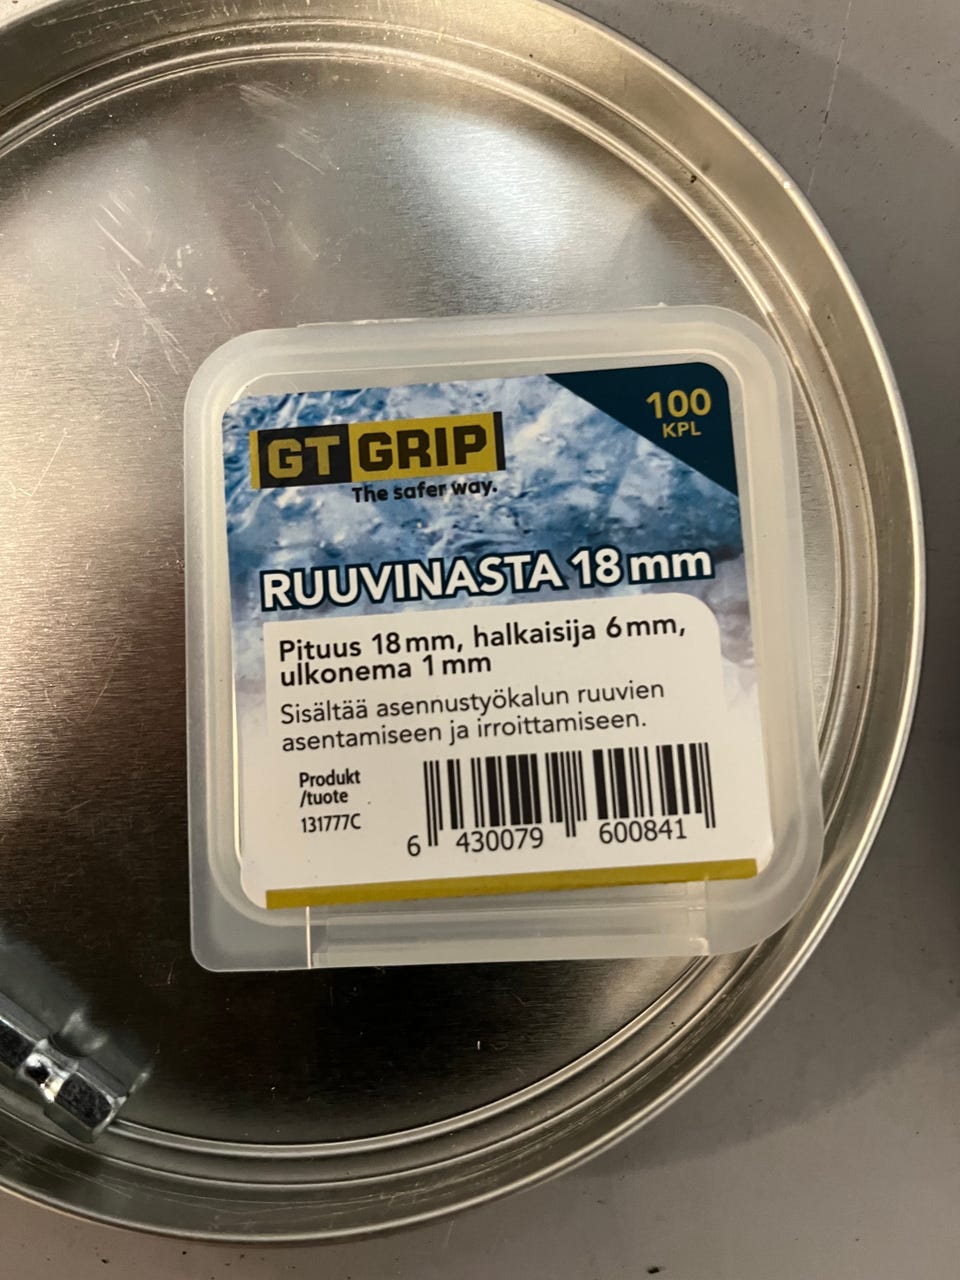 100
KPL
GT GRIP
The safer way.
RUUVINASTA 18 mm
Pituus 18 mm, halkaisija 6 mm,
ulkonema 1 mm
Sisältää asennustyökalun ruuvien
asentamiseen ja irroittamiseen.
Produkt
/tuote
131777C
6 430079 600841